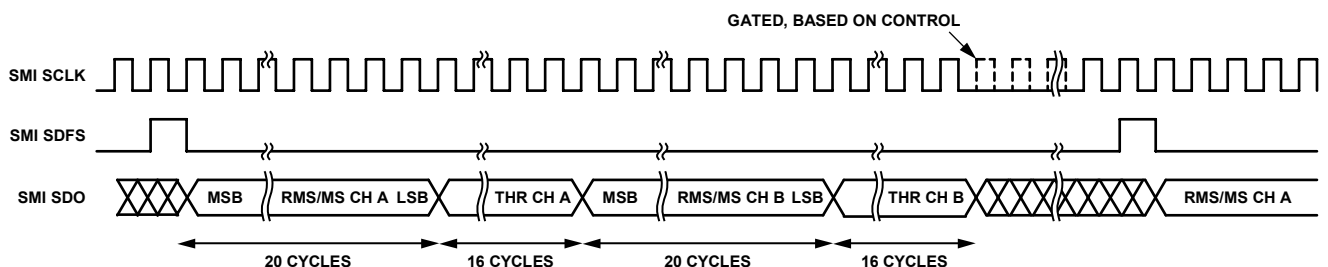 GATED, BASED ON CONTROL
SMI SCLK
SMI SDFS
SMI SDO
MSB
RMS/MS CH A LSB
THR CH A
MSB
RMS/MS CH B LSB
THR CH B
RMS/MS CH A
20 CYCLES
16 CYCLES
20 CYCLES
16 CYCLES